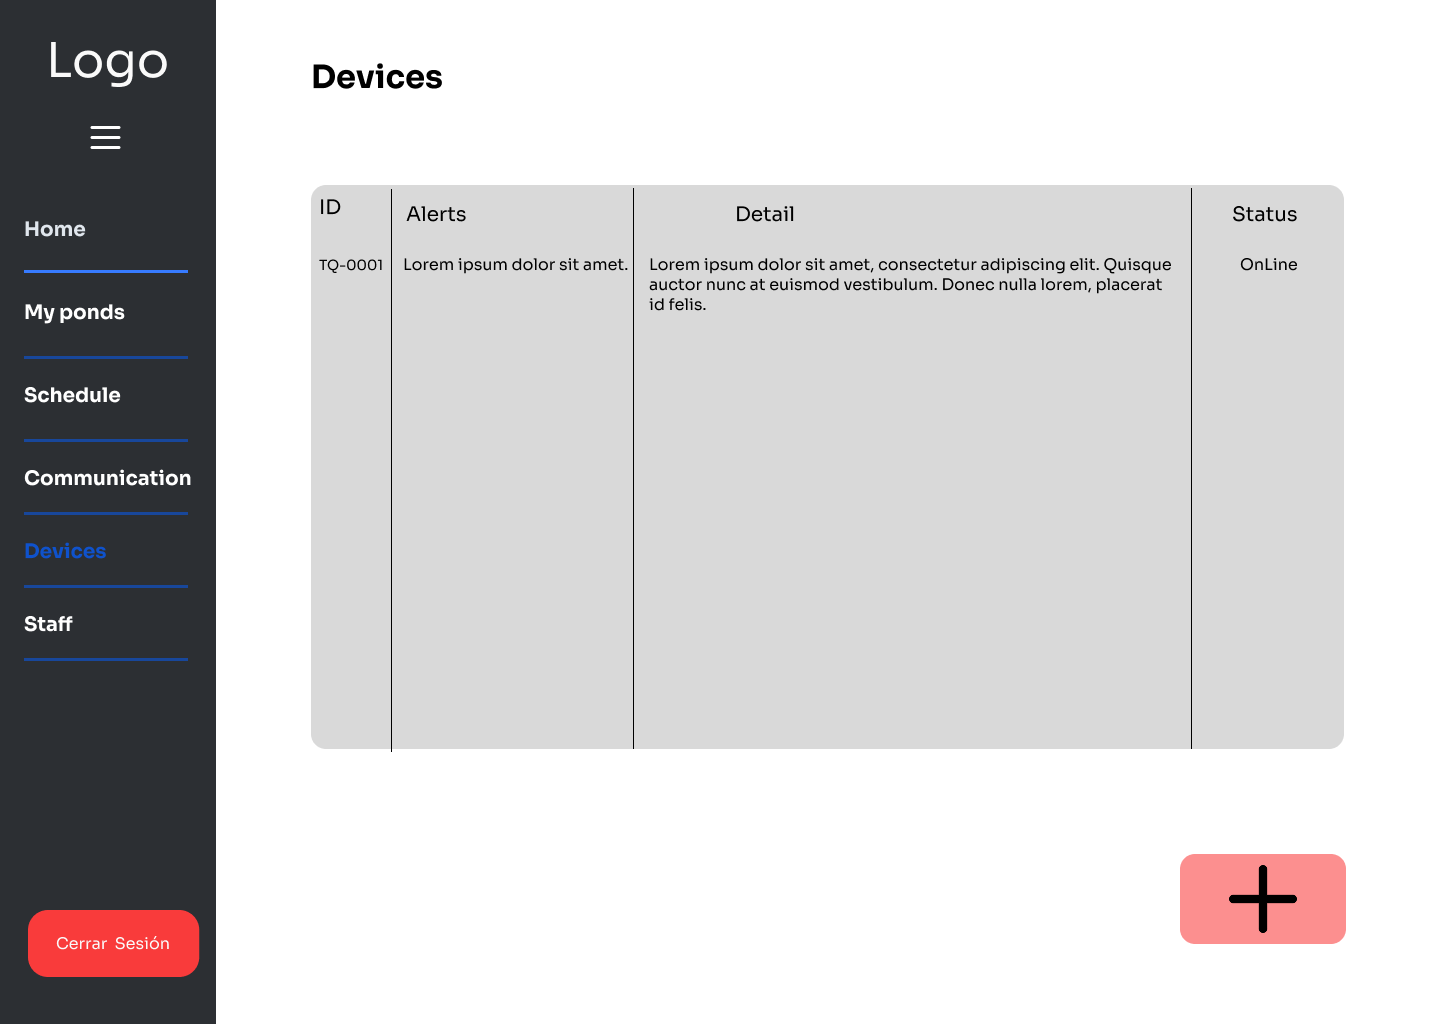 Logo
Home
My ponds
Schedule
Communication
Devices
Staff
Cerrar Sesión
Devices
ID
Alerts
Detail
Status
TQ-0001
Lorem ipsum dolor sit amet.
Lorem ipsum dolor sit amet, consectetur adipiscing elit. Quisque
auctor nunc at euismod vestibulum. Donec nulla lorem, placerat
id felis.
OnLine